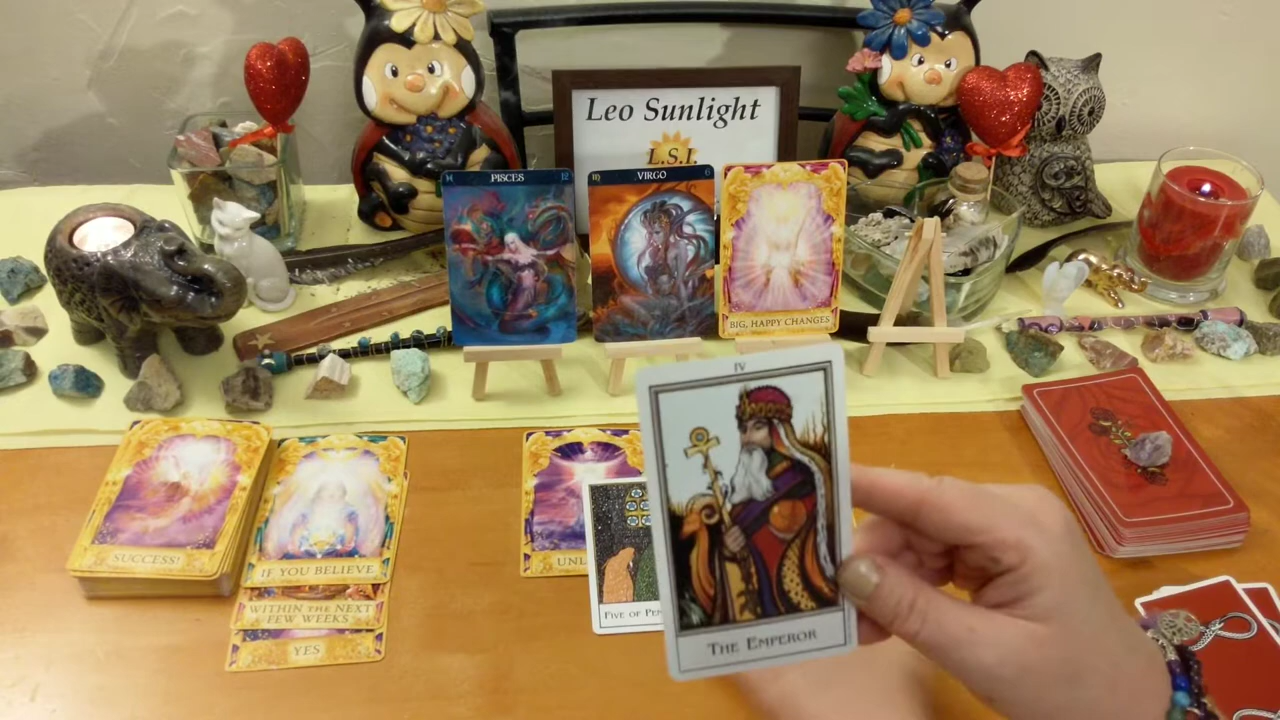 Leo Sunlight
L.S.I.
PISCES 12
VIRGO 6
BIG, HAPPY CHANGES
IV
THE EMPEROR
SUCCESS!
IF YOU BELIEVE
WITHIN THE NEXT
FEW WEEKS
YES
UNL
FIVE OF PEN